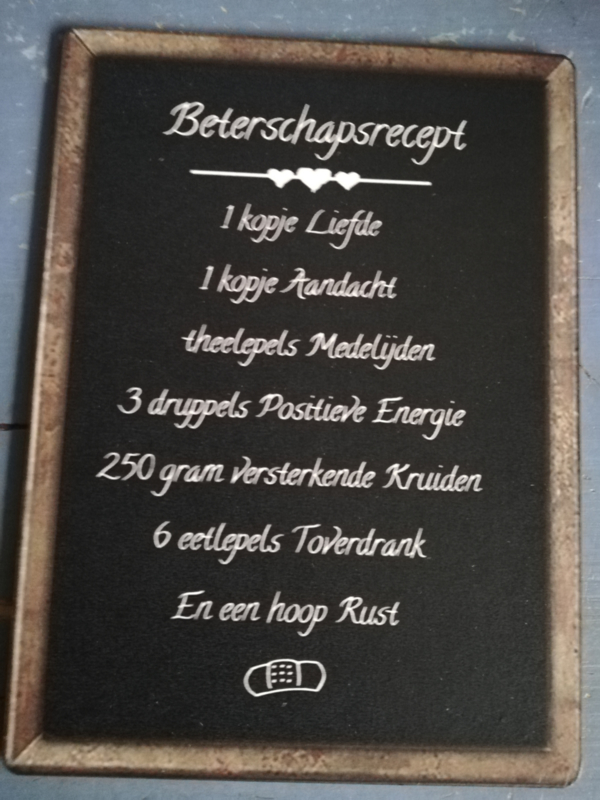 Beterschapsrecept
1 kopje Liefde
1 kopje Aandacht
theelepels Medelijden
3 druppels Positieve Energie
250 gram versterkende Kruiden
6 eetlepels Toverdrank
En een hoop Rust